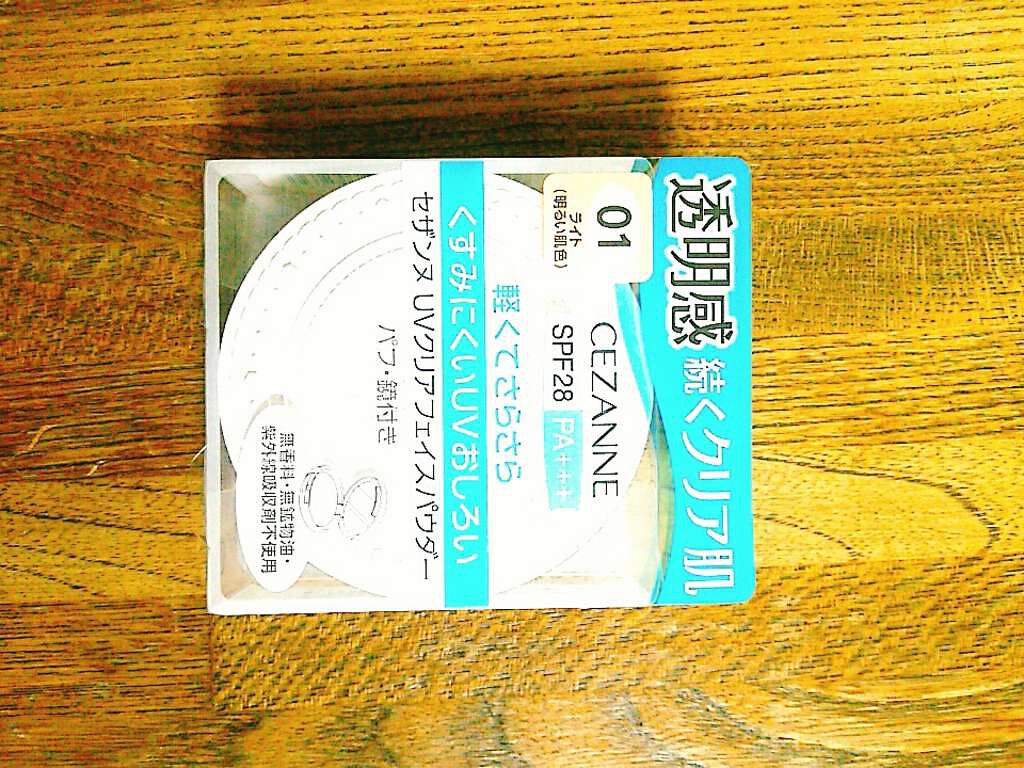 透明感続くクリア肌
01
ライト
(明るい肌色)
CEZANNE
SPF28 PA+++
軽くてさらさら
くすみにくいUVおしろい
セザンヌ UVクリアフェイスパウダー
パフ・鏡付き
無香料・無鉱物油・
紫外線吸収剤不使用